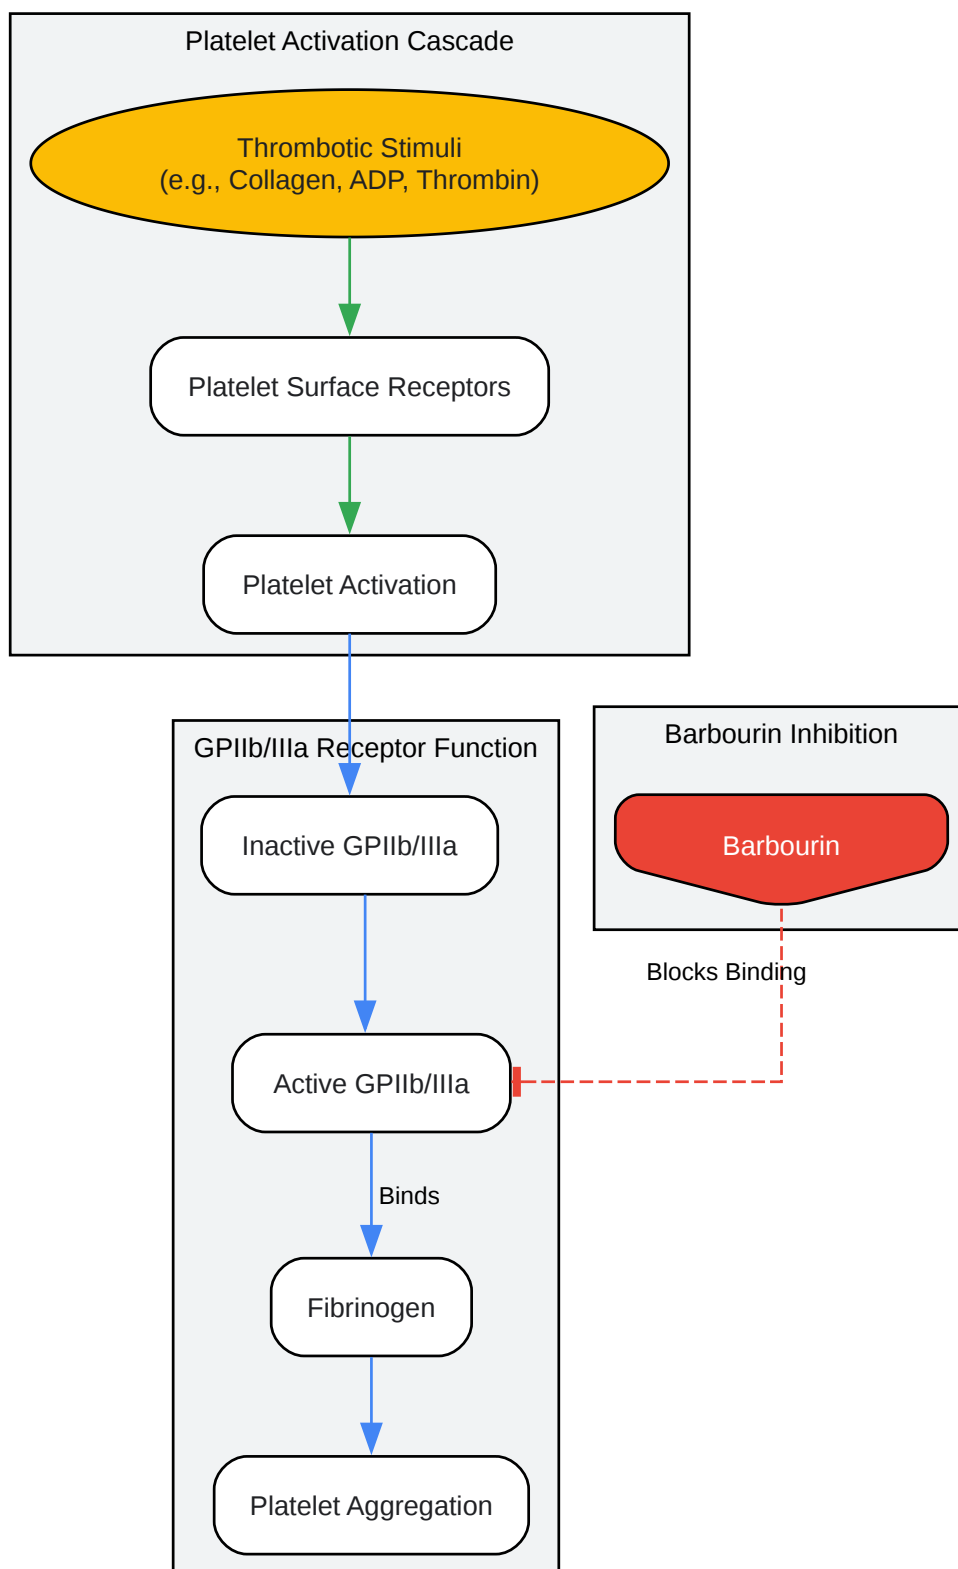 Platelet Activation Cascade
Thrombotic Stimuli
(e.g., Collagen, ADP, Thrombin)
Platelet Surface Receptors
Platelet Activation
GPIIb/IIIa Receptor Function
Barbourin Inhibition
Inactive GPIIb/IIIa
Barbourin
Blocks Binding
Active GPIIb/IIIa
Binds
Fibrinogen
Platelet Aggregation